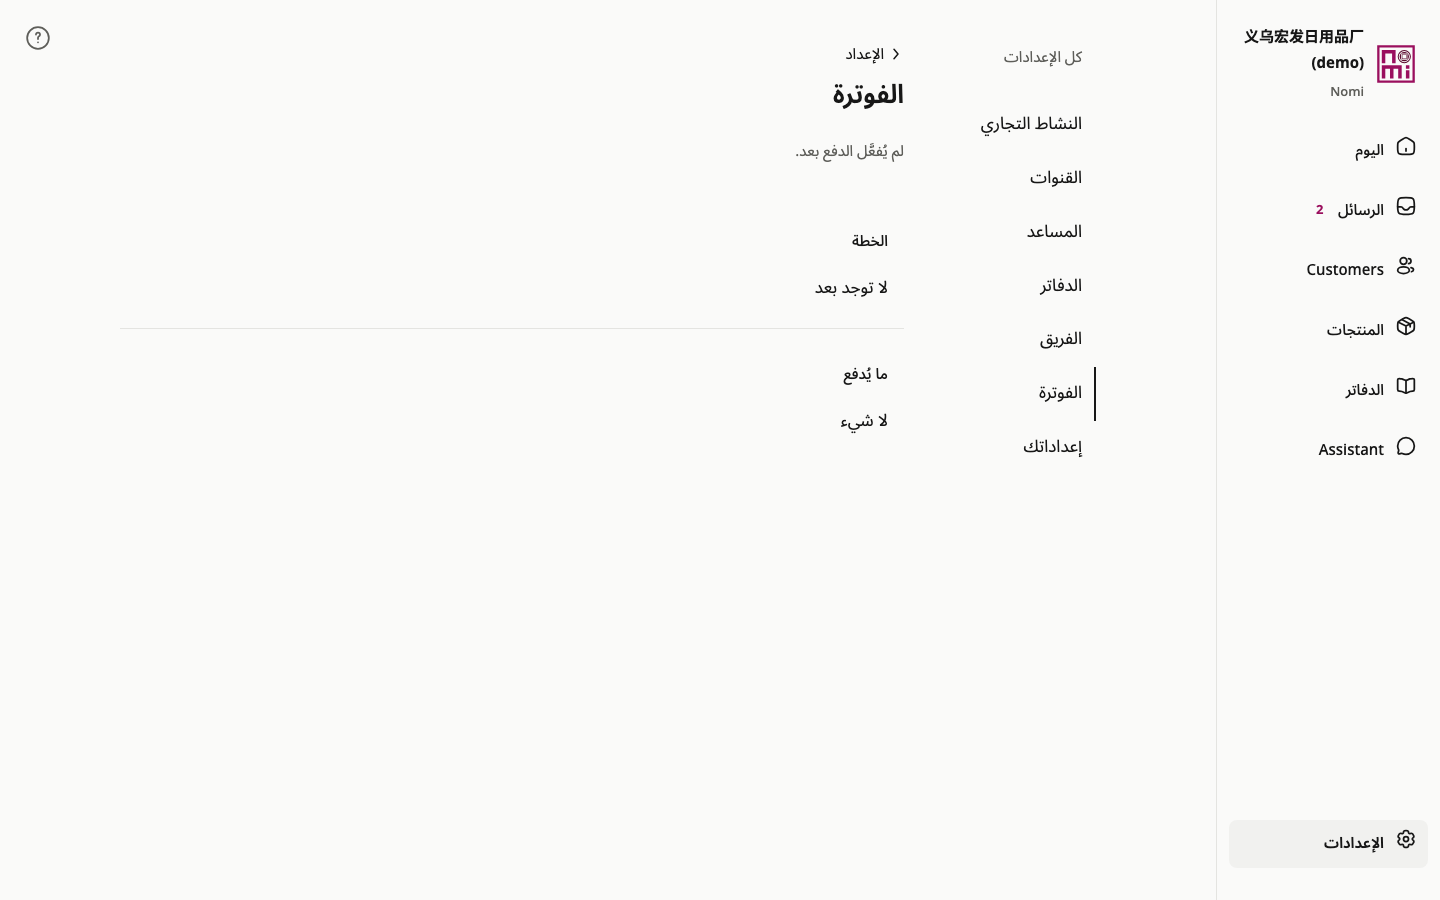 义乌宏发日用品厂
(demo)
Nomi
اليوم
الرسائل 2
Customers
المنتجات
الدفاتر
Assistant
الإعدادات
كل الإعدادات
النشاط التجاري
القنوات
المساعد
الدفاتر
الفريق
الفوترة
إعداداتك
الإعداد
الفوترة
لم يُفعَّل الدفع بعد.
الخطة
لا توجد بعد
ما يُدفع
لا شيء